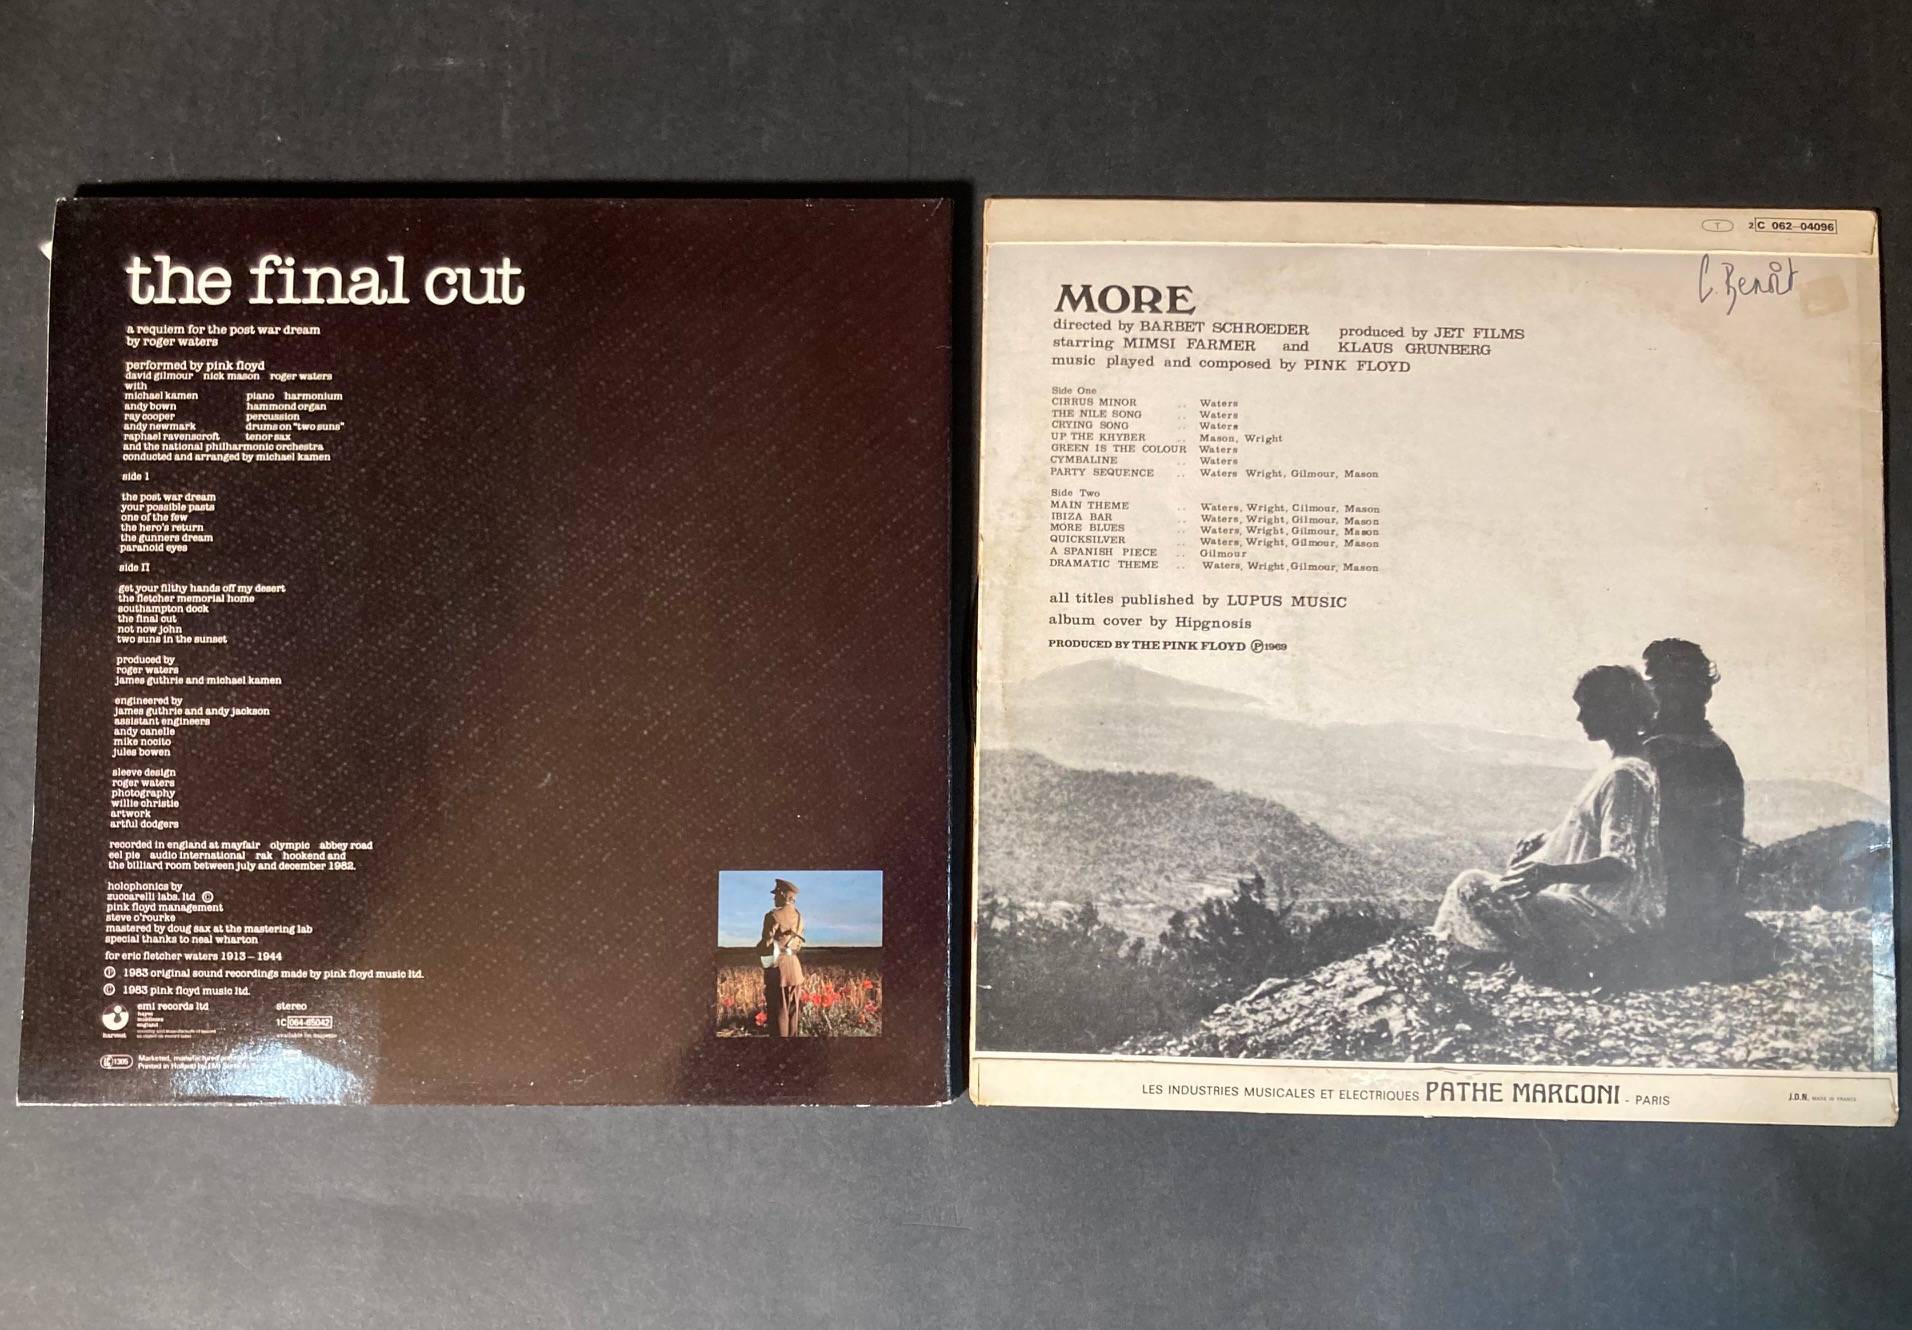 the final cut
a requiem for the post war dream
by roger waters
performed by pink floyd
david gilmour nick mason roger waters
with
michael kamen piano harmonium
andy bown hammond organ
ray cooper percussion
andy newmark drums on "two suns"
raphael ravenscroft tenor sax
and the national philharmonic orchestra
conducted and arranged by michael kamen
side I
the post war dream
your possible pasts
one of the few
the hero's return
the gunners dream
paranoid eyes
side II
get your filthy hands off my desert
the fletcher memorial home
southampton dock
the final cut
not now john
two suns in the sunset
produced by
roger waters
james guthrie and michael kamen
engineered by
james guthrie and andy jackson
assistant engineers
andy canelle
mike nocito
jules bowen
sleeve design
roger waters
photography
willie christie
artwork
artful dodgers
recorded in england at mayfair olympic abbey road
eel pie audio international rak hookend and
the billiard room between july and december 1982.
holophonics by
zuccarelli labs. ltd ©
pink floyd management
steve o'rourke
mastered by doug sax at the mastering lab
special thanks to neal wharton
for eric fletcher waters 1913 – 1944
℗ 1983 original sound recordings made by pink floyd music ltd.
© 1983 pink floyd music ltd.
emi records ltd stereo
hayes
middlesex
england
1C 064-65042
harvest
1305
Marketed, manufactured
Printed in Holland by EMI
T 2C 062-04096
C. Benoît
MORE
directed by BARBET SCHROEDER produced by JET FILMS
starring MIMSI FARMER and KLAUS GRUNBERG
music played and composed by PINK FLOYD
Side One
CIRRUS MINOR .. Waters
THE NILE SONG .. Waters
CRYING SONG .. Waters
UP THE KHYBER .. Mason, Wright
GREEN IS THE COLOUR Waters
CYMBALINE .. Waters
PARTY SEQUENCE .. Waters Wright, Gilmour, Mason
Side Two
MAIN THEME .. Waters, Wright, Gilmour, Mason
IBIZA BAR .. Waters, Wright, Gilmour, Mason
MORE BLUES .. Waters, Wright, Gilmour, Mason
QUICKSILVER .. Waters, Wright, Gilmour, Mason
A SPANISH PIECE .. Gilmour
DRAMATIC THEME .. Waters, Wright, Gilmour, Mason
all titles published by LUPUS MUSIC
album cover by Hipgnosis
PRODUCED BY THE PINK FLOYD ℗ 1969
LES INDUSTRIES MUSICALES ET ELECTRIQUES PATHE MARCONI - PARIS
J.D.N. MADE IN FRANCE